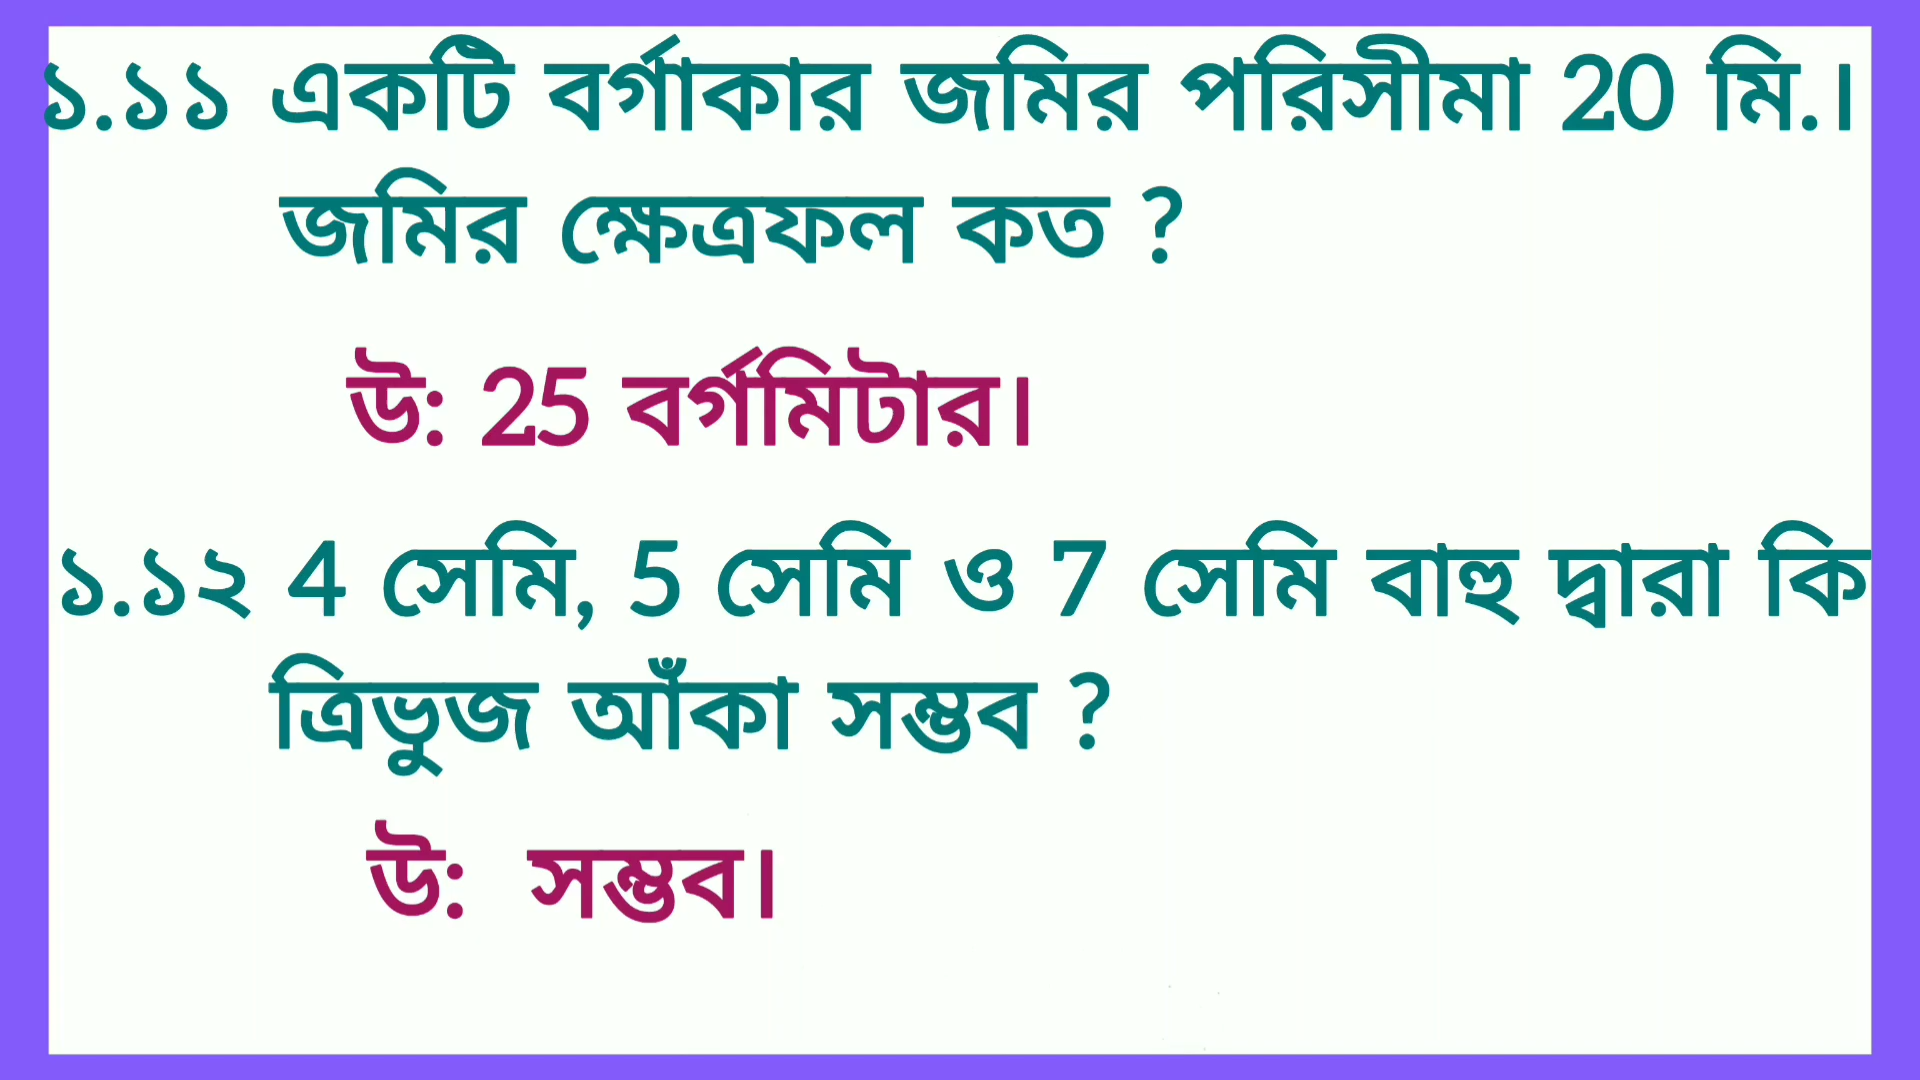 ১.১১ একটি বর্গাকার জমির পরিসীমা 20 মি.।
জমির ক্ষেত্রফল কত ?
উ: 25 বর্গমিটার।
১.১২ 4 সেমি, 5 সেমি ও 7 সেমি বাহু দ্বারা কি
ত্রিভুজ আঁকা সম্ভব ?
উ: সম্ভব।